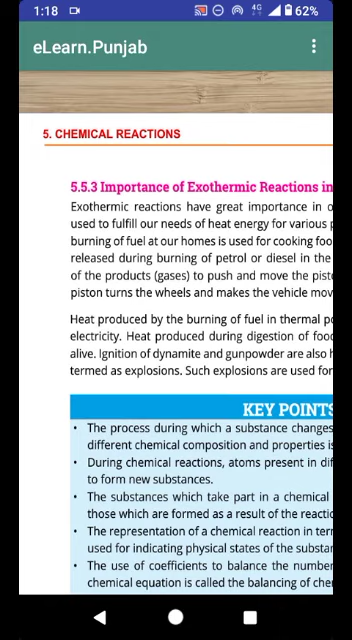 1:18 4G 62%
eLearn.Punjab
5. CHEMICAL REACTIONS
5.5.3 Importance of Exothermic Reactions in
Exothermic reactions have great importance in o
used to fulfill our needs of heat energy for various p
burning of fuel at our homes is used for cooking foo
released during burning of petrol or diesel in the
of the products (gases) to push and move the pist
piston turns the wheels and makes the vehicle mov
Heat produced by the burning of fuel in thermal po
electricity. Heat produced during digestion of food
alive. Ignition of dynamite and gunpowder are also h
termed as explosions. Such explosions are used for
KEY POINTS
• The process during which a substance changes
different chemical composition and properties is
• During chemical reactions, atoms present in dif
to form new substances.
• The substances which take part in a chemical
those which are formed as a result of the reactio
• The representation of a chemical reaction in ter
used for indicating physical states of the substan
• The use of coefficients to balance the number
chemical equation is called the balancing of che